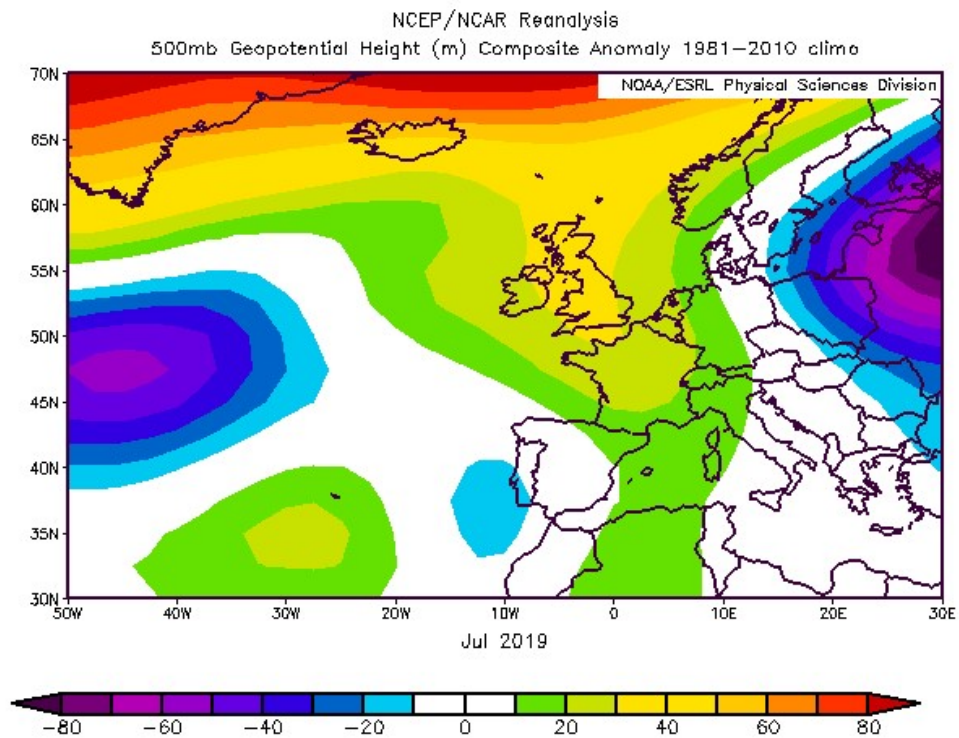 NCEP/NCAR Reanalysis
500mb Geopotential Height (m) Composite Anomaly 1981-2010 climo
NOAA/ESRL Physical Sciences Division
70N
65N
60N
55N
50N
45N
40N
35N
30N
50W 40W 30W 20W 10W 0 10E 20E 30E
Jul 2019
-80 -60 -40 -20 0 20 40 60 80